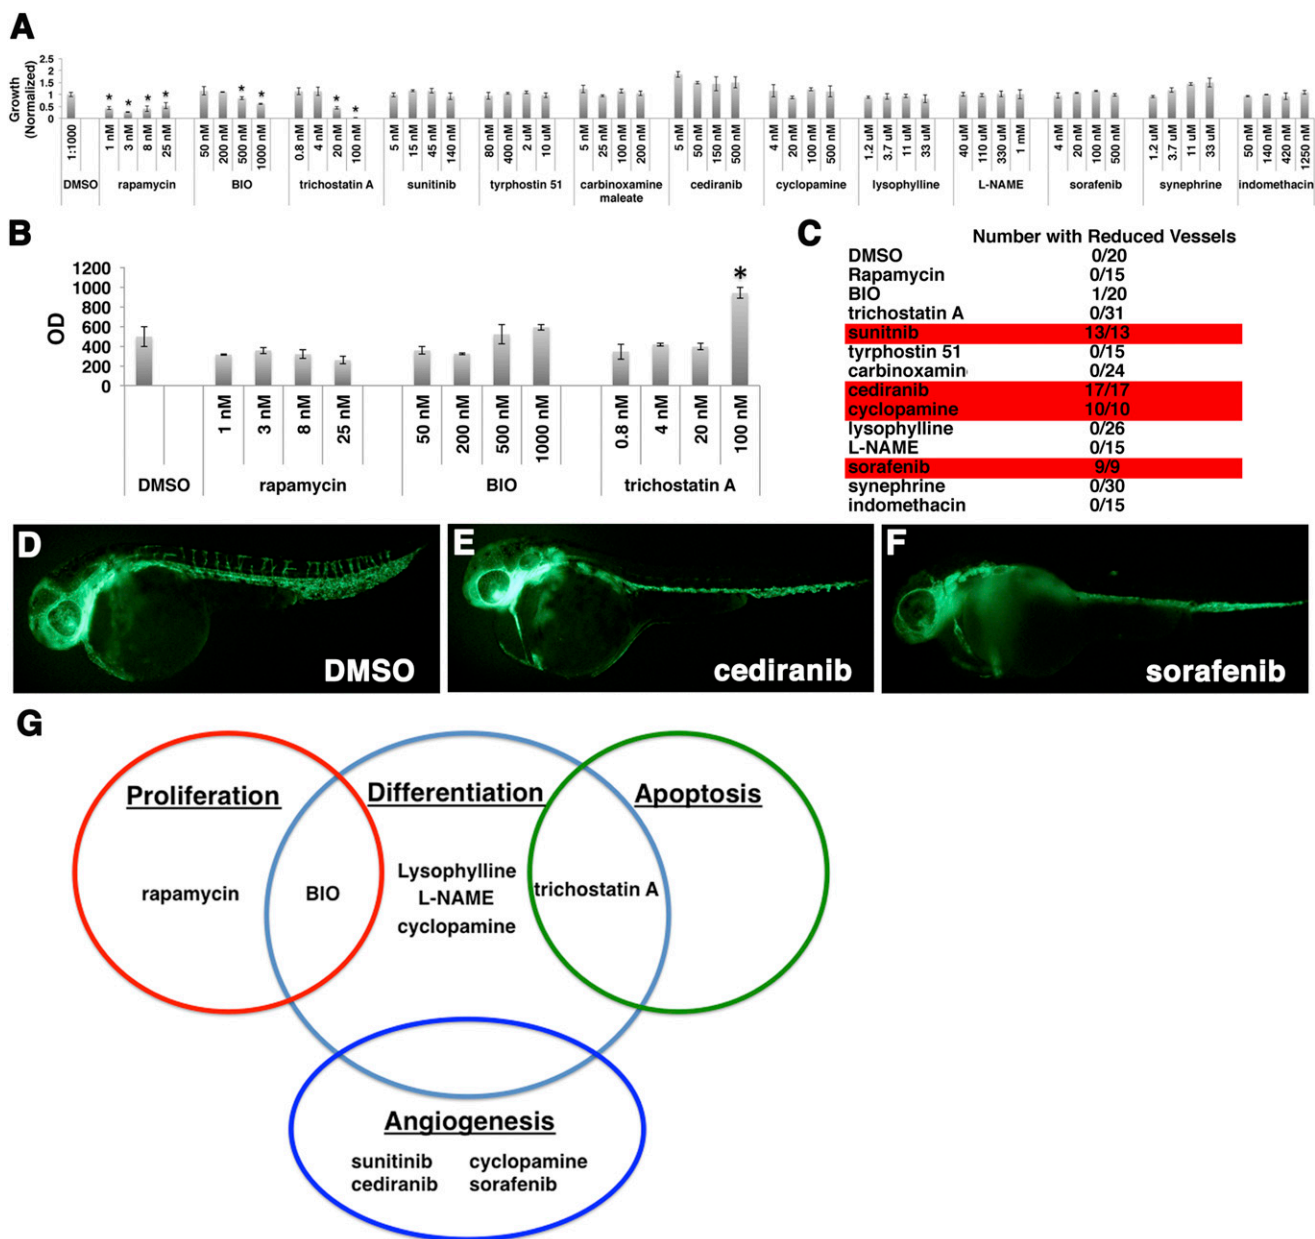 A
Growth
(Normalized)
2.5
2
1.5
1
0.5
0
* * * * * * * *
1:1000
1 nM
3 nM
8 nM
25 nM
50 nM
200 nM
500 nM
1000 nM
0.8 nM
4 nM
20 nM
100 nM
5 nM
15 nM
45 nM
140 nM
80 nM
400 nM
2 uM
10 uM
5 nM
25 nM
100 nM
200 nM
5 nM
50 nM
150 nM
500 nM
4 nM
20 nM
100 nM
500 nM
1.2 uM
3.7 uM
11 uM
33 uM
40 uM
110 uM
330 uM
1 mM
4 nM
20 nM
100 nM
500 nM
1.2 uM
3.7 uM
11 uM
33 uM
50 nM
140 nM
420 nM
1250 nM
DMSO rapamycin BIO trichostatin A sunitinib tyrphostin 51 carbinoxamine maleate cediranib cyclopamine lysophylline L-NAME sorafenib synephrine indomethacin
B
OD
1200
1000
800
600
400
200
0
*
1 nM
3 nM
8 nM
25 nM
50 nM
200 nM
500 nM
1000 nM
0.8 nM
4 nM
20 nM
100 nM
DMSO rapamycin BIO trichostatin A
C
Number with Reduced Vessels
DMSO 0/20
Rapamycin 0/15
BIO 1/20
trichostatin A 0/31
sunitnib 13/13
tyrphostin 51 0/15
carbinoxamin 0/24
cediranib 17/17
cyclopamine 10/10
lysophylline 0/26
L-NAME 0/15
sorafenib 9/9
synephrine 0/30
indomethacin 0/15
D
DMSO
E
cediranib
F
sorafenib
G
Proliferation
rapamycin
BIO
Differentiation
Lysophylline
L-NAME
cyclopamine
Apoptosis
trichostatin A
Angiogenesis
sunitinib cyclopamine
cediranib sorafenib